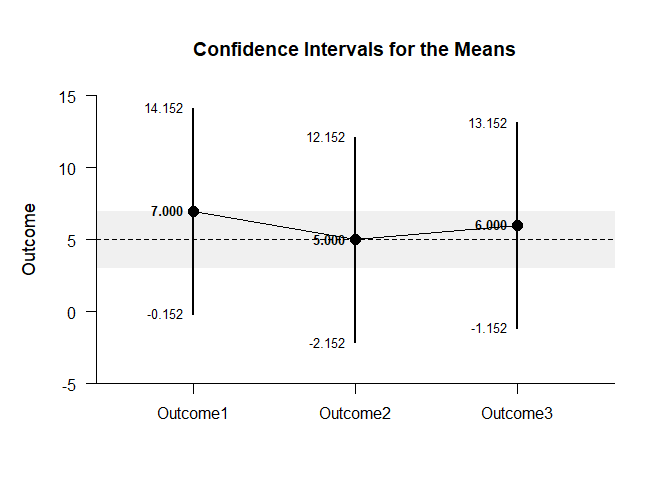 Confidence Intervals for the Means
Outcome
15
10
5
0
-5
14.152
7.000
-0.152
12.152
5.000
-2.152
13.152
6.000
-1.152
Outcome1
Outcome2
Outcome3